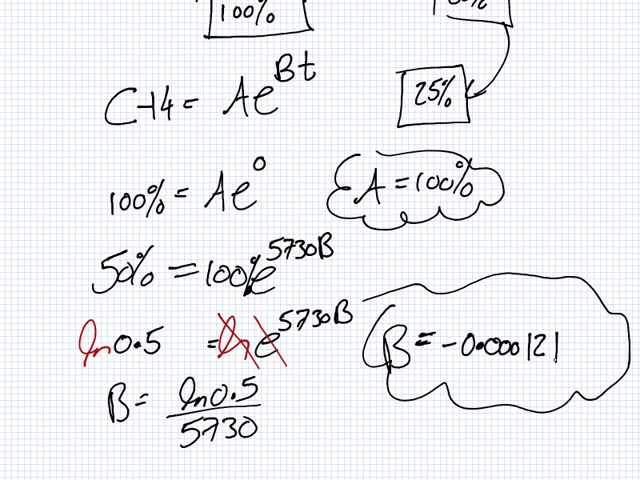 100%
C-14 = Ae^Bt
25%
100% = Ae^0
A = 100%
50% = 100%e^5730B
ln0.5 = ln e^5730B
B = -0.000121
B = ln0.5/5730